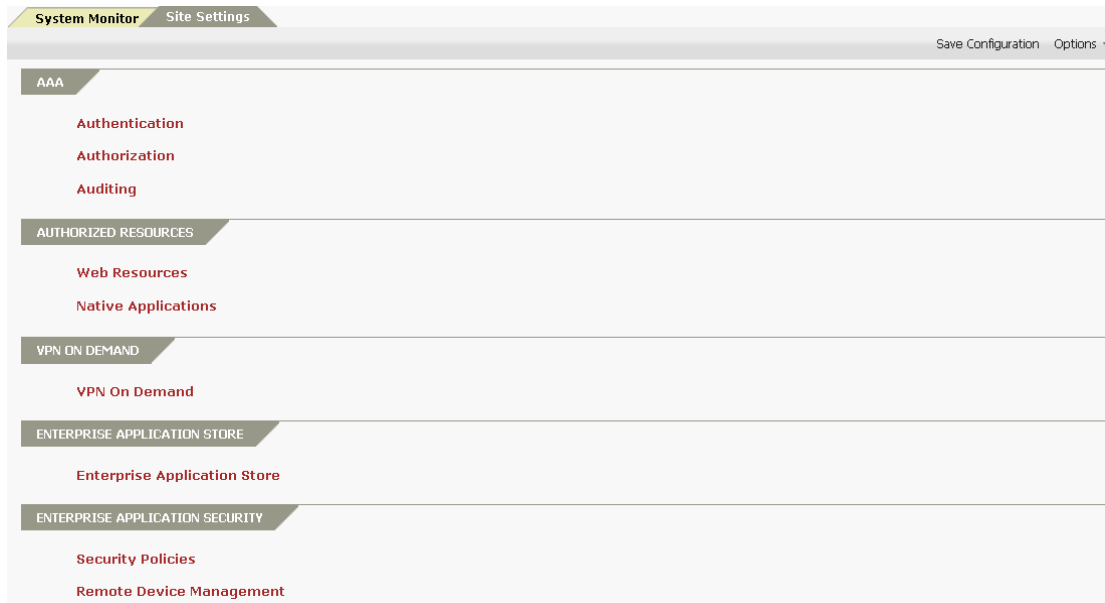 System Monitor Site Settings
Save Configuration Options
AAA
Authentication
Authorization
Auditing
AUTHORIZED RESOURCES
Web Resources
Native Applications
VPN ON DEMAND
VPN On Demand
ENTERPRISE APPLICATION STORE
Enterprise Application Store
ENTERPRISE APPLICATION SECURITY
Security Policies
Remote Device Management